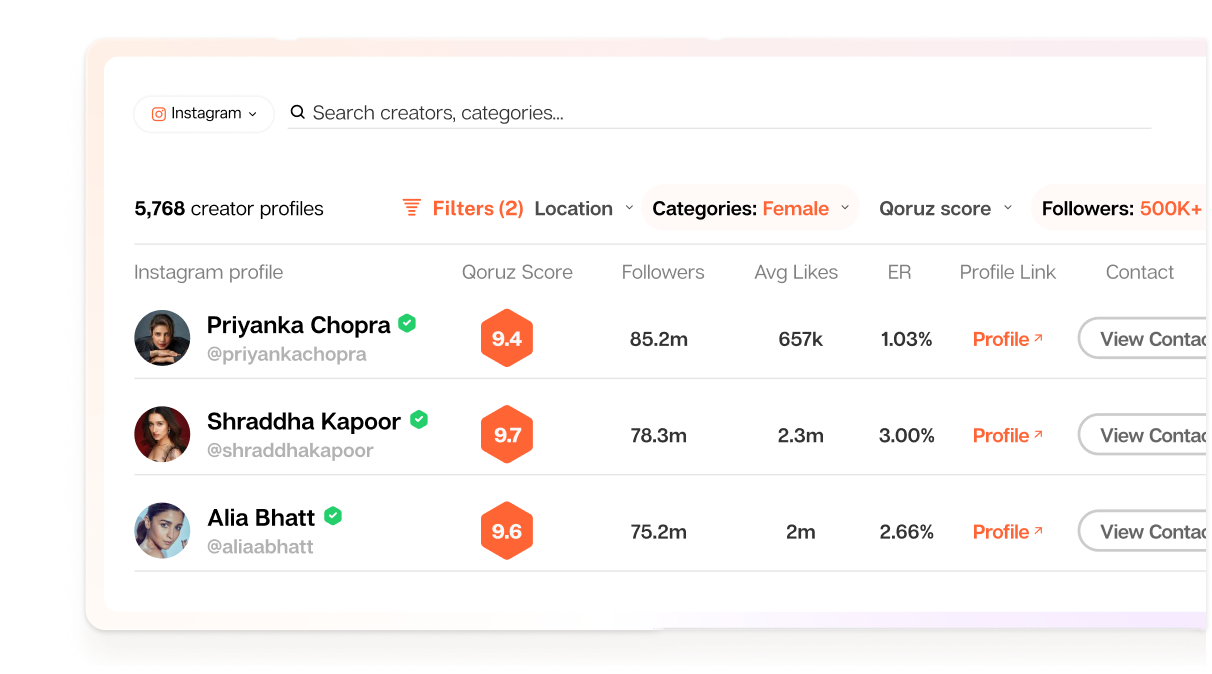 Instagram Search creators, categories...
5,768 creator profiles Filters (2) Location Categories: Female Qoruz score Followers: 500K+
Instagram profile Qoruz Score Followers Avg Likes ER Profile Link Contact
Priyanka Chopra
@priyankachopra
9.4 85.2m 657k 1.03% Profile View Contac
Shraddha Kapoor
@shraddhakapoor
9.7 78.3m 2.3m 3.00% Profile View Contac
Alia Bhatt
@aliaabhatt
9.6 75.2m 2m 2.66% Profile View Contac